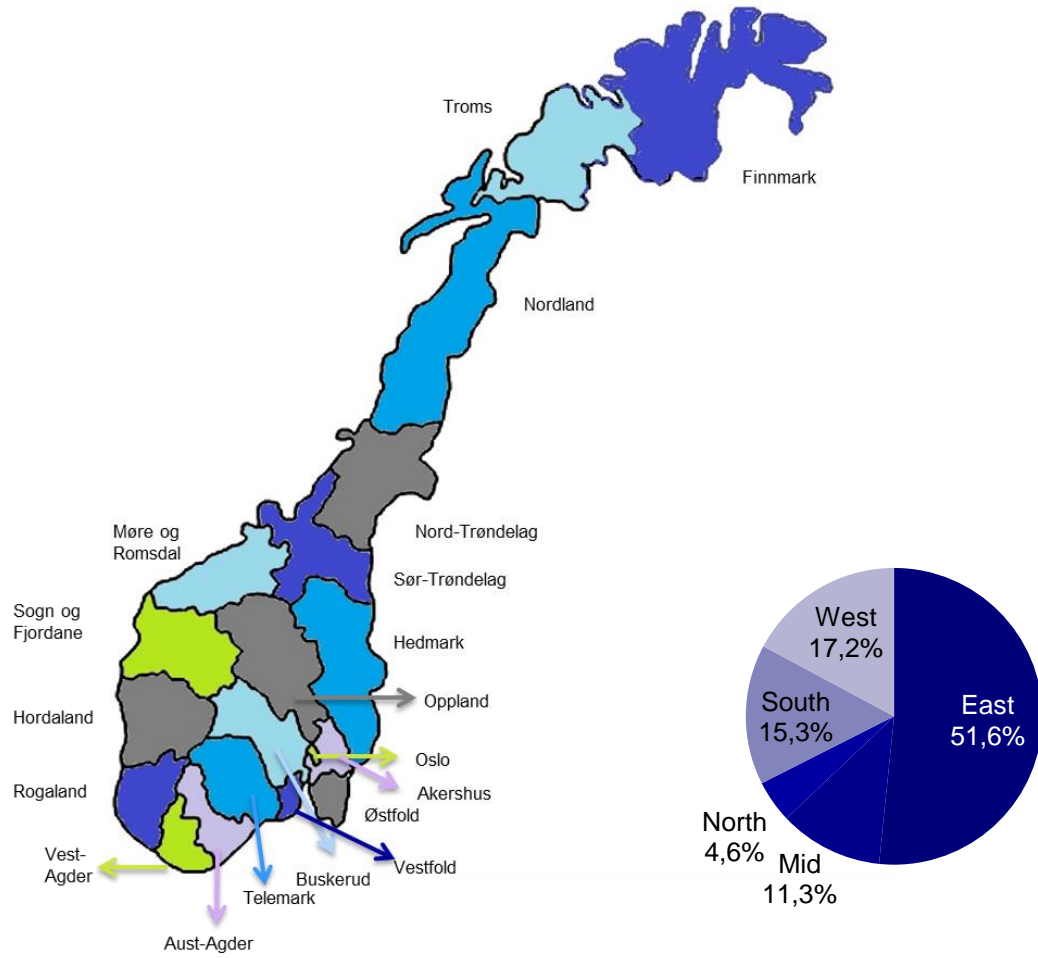 Troms
Finnmark
Nordland
Nord-Trøndelag
Møre og
Romsdal
Sør-Trøndelag
Sogn og
Fjordane
Hedmark
Oppland
Hordaland
Oslo
Akershus
Rogaland
Østfold
Vest-
Agder
Vestfold
Buskerud
Telemark
Aust-Agder
West
17,2%
East
51,6%
South
15,3%
North
4,6%
Mid
11,3%